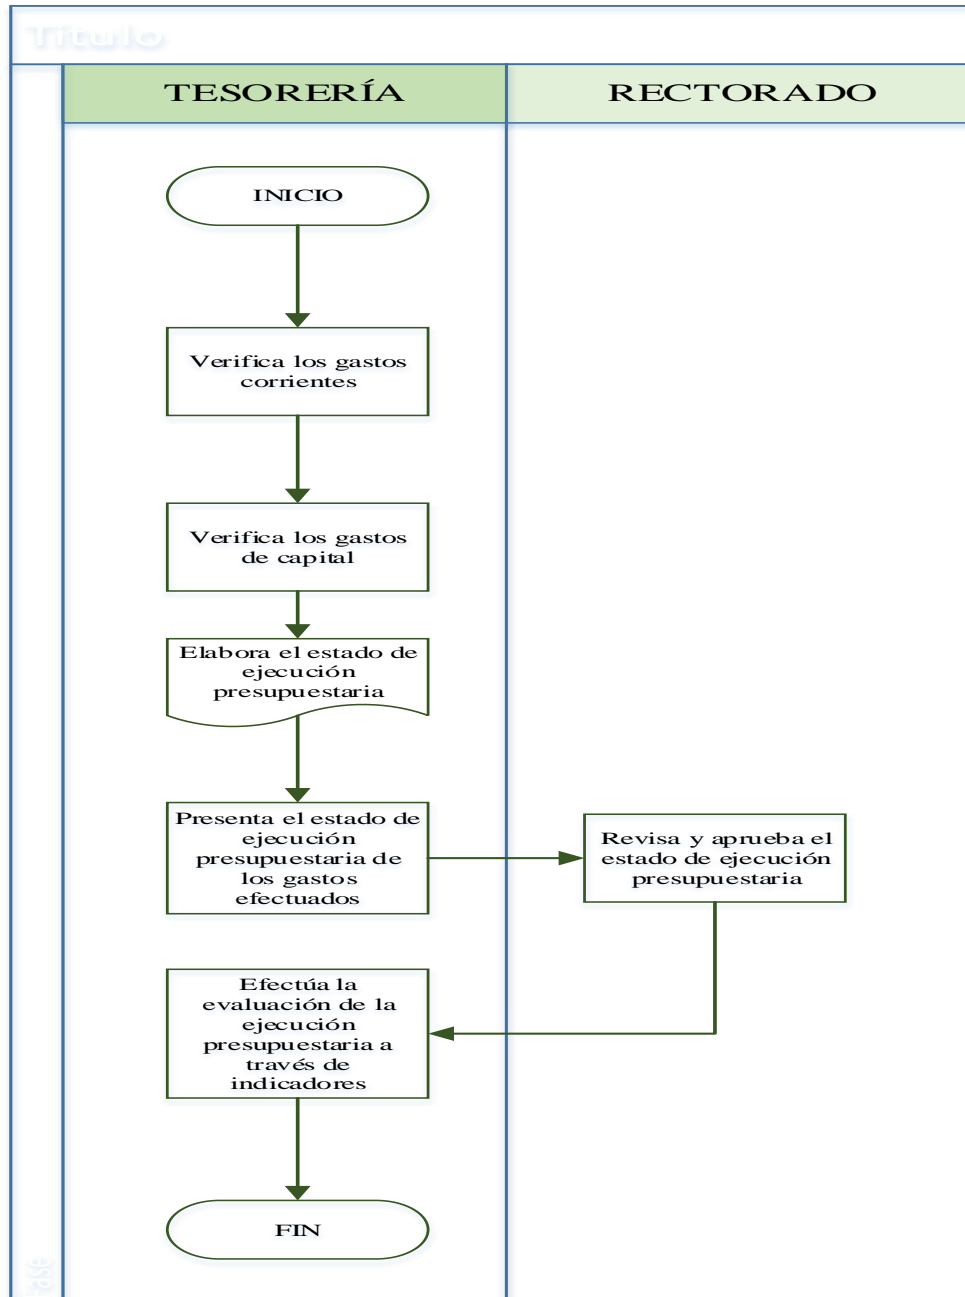 Título
TESORERÍA
RECTORADO
INICIO
Verifica los gastos
corrientes
Verifica los gastos
de capital
Elabora el estado de
ejecución
presupuestaria
Presenta el estado de
ejecución
presupuestaria de
los gastos
efectuados
Revisa y aprueba el
estado de ejecución
presupuestaria
Efectúa la
evaluación de la
ejecución
presupuestaria a
través de
indicadores
FIN
Fase